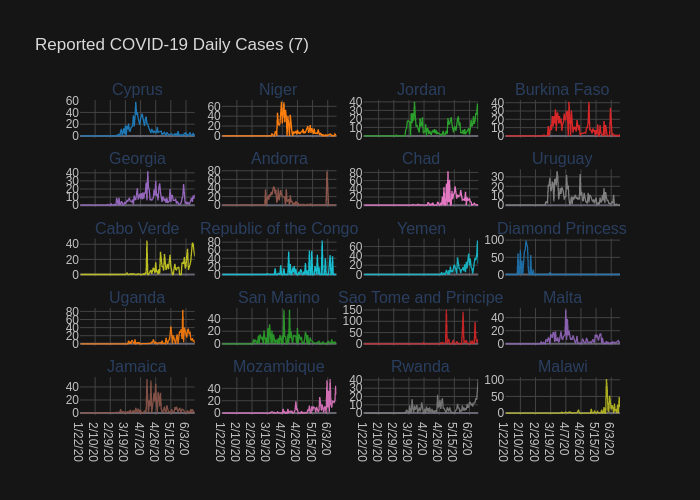 Reported COVID-19 Daily Cases (7)
Cyprus Niger Jordan Burkina Faso
60 40 20 0
60 40 20 0
40 30 20 10 0
40 30 20 10 0
Georgia Andorra Chad Uruguay
40 30 20 10 0
80 60 40 20 0
80 60 40 20 0
30 20 10 0
Cabo Verde Republic of the Congo Yemen Diamond Princess
40 20 0
80 60 40 20 0
60 40 20 0
100 50 0
Uganda San Marino Sao Tome and Principe Malta
80 60 40 20 0
40 20 0
150 100 50 0
40 20 0
Jamaica Mozambique Rwanda Malawi
40 20 0
40 20 0
40 30 20 10 0
100 50 0
1/22/20 2/10/20 2/29/20 3/19/20 4/7/20 4/26/20 5/15/20 6/3/20
1/22/20 2/10/20 2/29/20 3/19/20 4/7/20 4/26/20 5/15/20 6/3/20
1/22/20 2/10/20 2/29/20 3/19/20 4/7/20 4/26/20 5/15/20 6/3/20
1/22/20 2/10/20 2/29/20 3/19/20 4/7/20 4/26/20 5/15/20 6/3/20